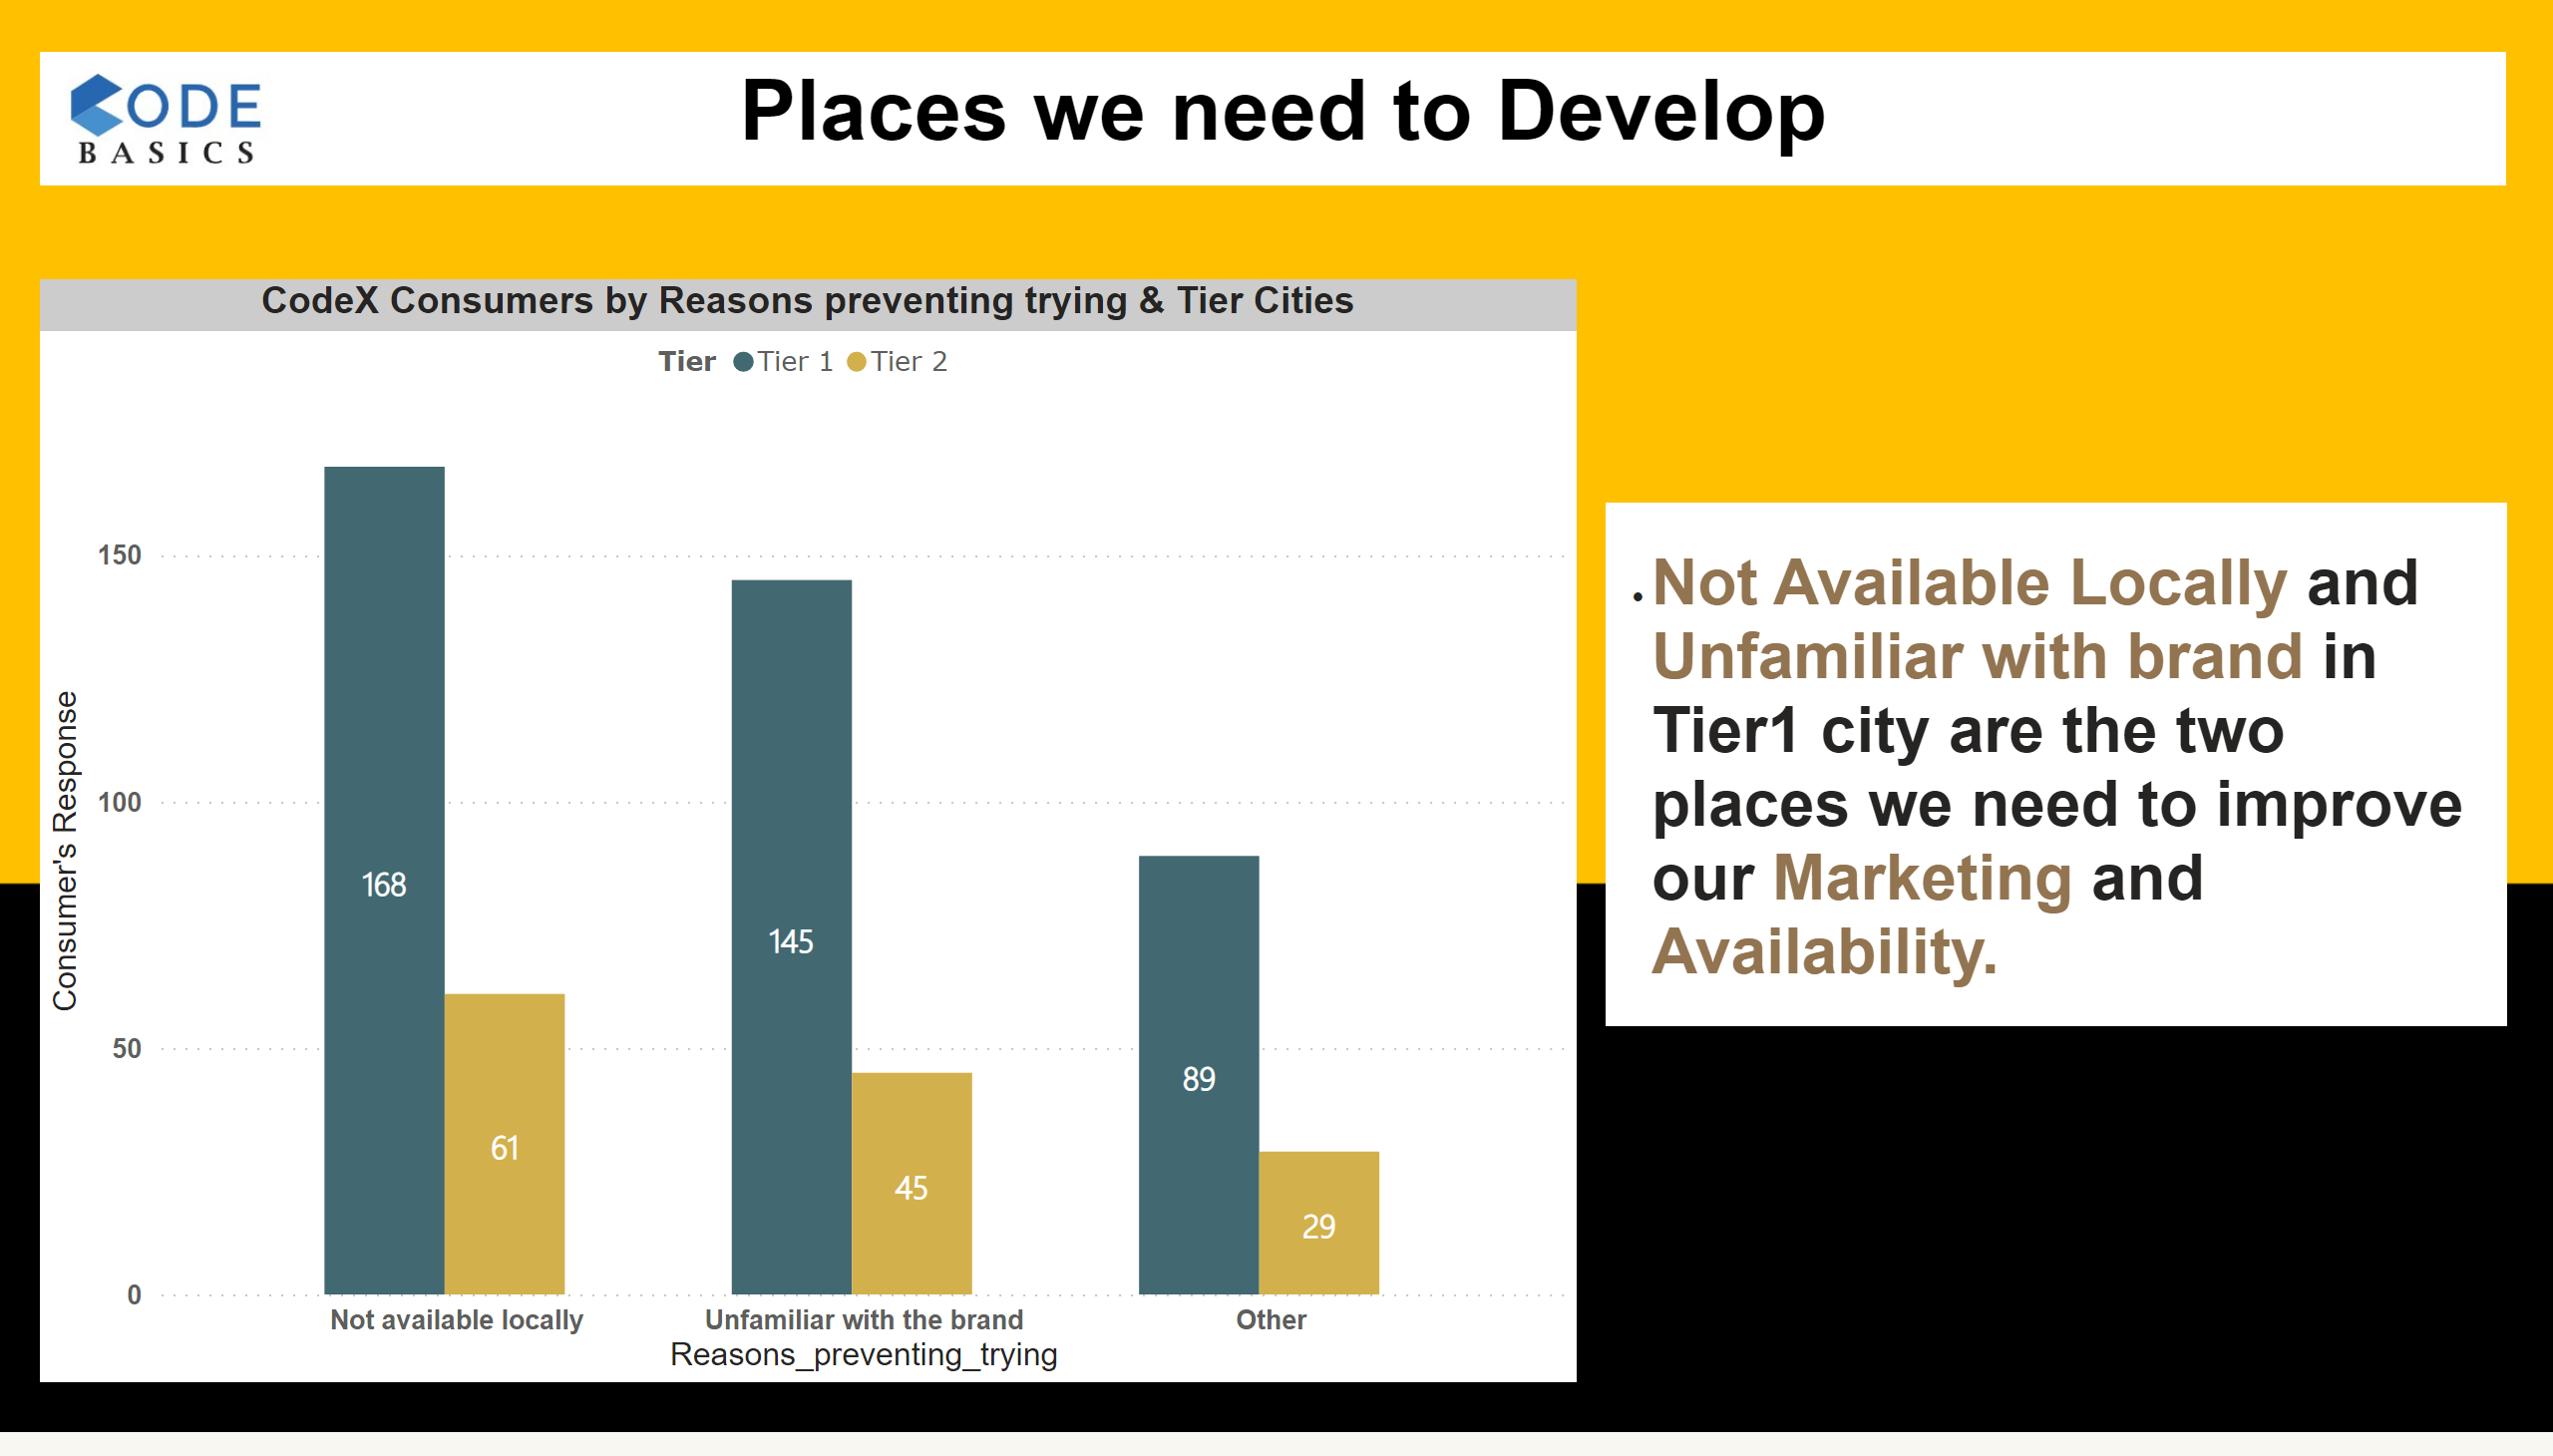 CODE
BASICS
Places we need to Develop
CodeX Consumers by Reasons preventing trying & Tier Cities
Tier Tier 1 Tier 2
Consumer's Response
150
100
50
0
168
61
145
45
89
29
Not available locally
Unfamiliar with the brand
Other
Reasons_preventing_trying
• Not Available Locally and
Unfamiliar with brand in
Tier1 city are the two
places we need to improve
our Marketing and
Availability.